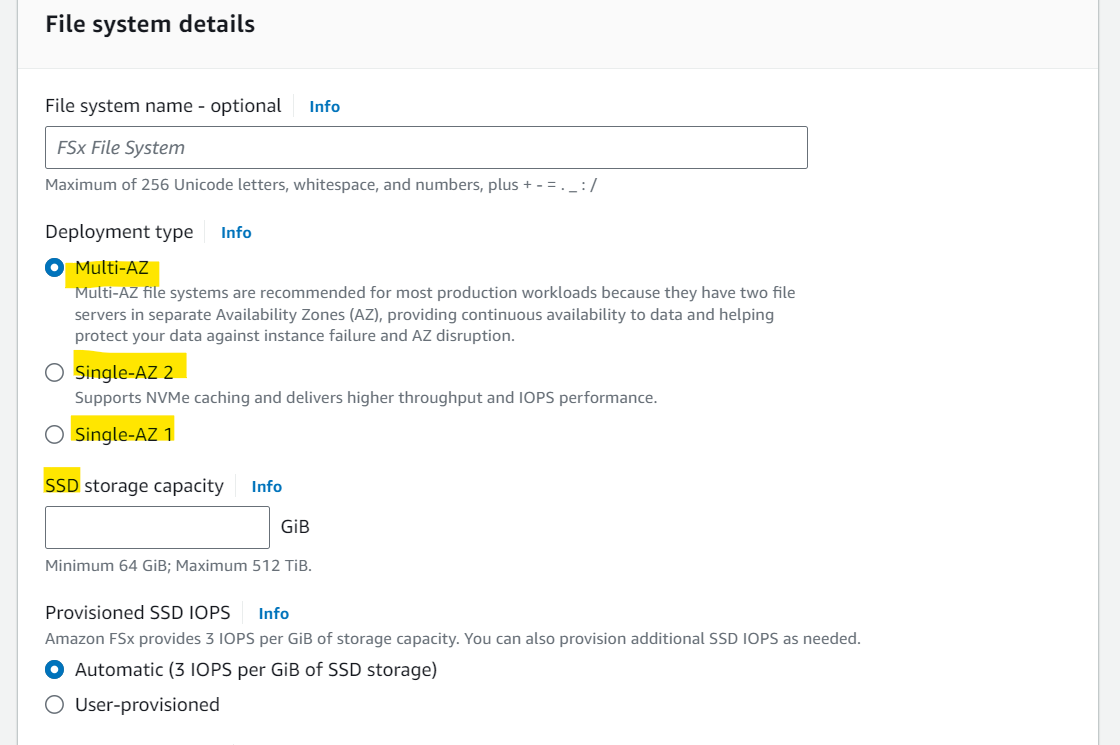 File system details
File system name - optional Info
FSx File System
Maximum of 256 Unicode letters, whitespace, and numbers, plus + - = . _ : /
Deployment type Info
Multi-AZ
Multi-AZ file systems are recommended for most production workloads because they have two file
servers in separate Availability Zones (AZ), providing continuous availability to data and helping
protect your data against instance failure and AZ disruption.
Single-AZ 2
Supports NVMe caching and delivers higher throughput and IOPS performance.
Single-AZ 1
SSD storage capacity Info
GiB
Minimum 64 GiB; Maximum 512 TiB.
Provisioned SSD IOPS Info
Amazon FSx provides 3 IOPS per GiB of storage capacity. You can also provision additional SSD IOPS as needed.
Automatic (3 IOPS per GiB of SSD storage)
User-provisioned